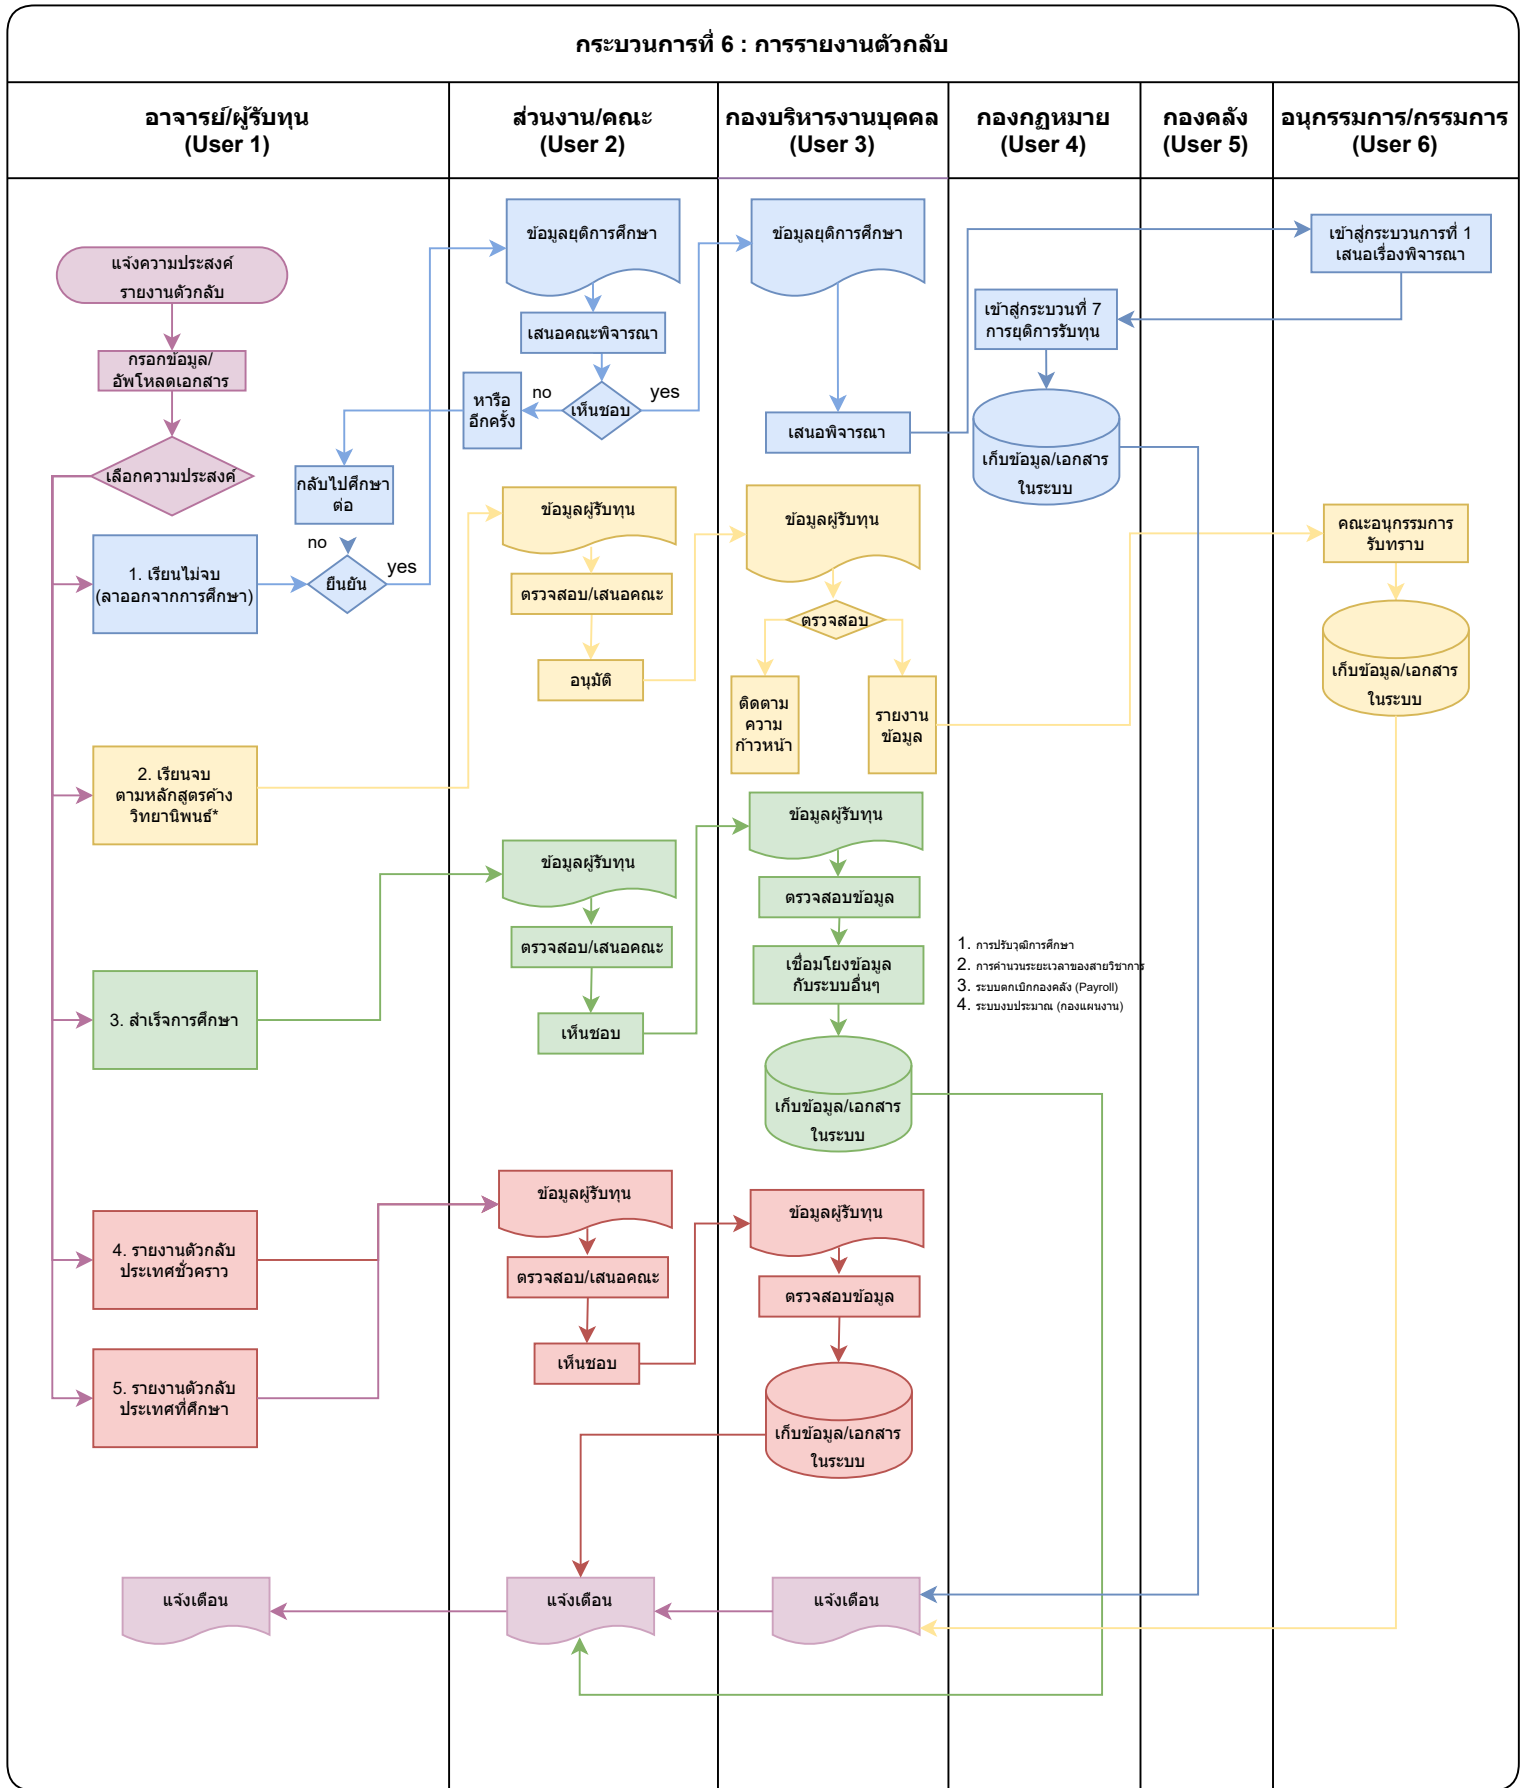 กระบวนการที่ 6 : การรายงานตัวกลับ
อาจารย์/ผู้รับทุน
(User 1)
ส่วนงาน/คณะ
(User 2)
กองบริหารงานบุคคล
(User 3)
กองกฎหมาย
(User 4)
กองคลัง
(User 5)
อนุกรรมการ/กรรมการ
(User 6)
แจ้งความประสงค์
รายงานตัวกลับ
กรอกข้อมูล/
อัพโหลดเอกสาร
เลือกความประสงค์
1. เรียนไม่จบ
(ลาออกจากการศึกษา)
ยืนยัน
no
yes
กลับไปศึกษา
ต่อ
ข้อมูลยุติการศึกษา
เสนอคณะพิจารณา
เห็นชอบ
no
yes
หารือ
อีกครั้ง
ข้อมูลยุติการศึกษา
เสนอพิจารณา
เข้าสู่กระบวนการที่ 1
เสนอเรื่องพิจารณา
เข้าสู่กระบวนที่ 7
การยุติการรับทุน
เก็บข้อมูล/เอกสาร
ในระบบ
2. เรียนจบ
ตามหลักสูตรค้าง
วิทยานิพนธ์*
ข้อมูลผู้รับทุน
ตรวจสอบ/เสนอคณะ
อนุมัติ
ข้อมูลผู้รับทุน
ตรวจสอบ
ติดตาม
ความ
ก้าวหน้า
รายงาน
ข้อมูล
คณะอนุกรรมการ
รับทราบ
เก็บข้อมูล/เอกสาร
ในระบบ
3. สำเร็จการศึกษา
ข้อมูลผู้รับทุน
ตรวจสอบ/เสนอคณะ
เห็นชอบ
ข้อมูลผู้รับทุน
ตรวจสอบข้อมูล
เชื่อมโยงข้อมูล
กับระบบอื่นๆ
เก็บข้อมูล/เอกสาร
ในระบบ
1. การปรับวุฒิการศึกษา
2. การคำนวนระยะเวลาของสายวิชาการ
3. ระบบตกเบิกกองคลัง (Payroll)
4. ระบบงบประมาณ (กองแผนงาน)
4. รายงานตัวกลับ
ประเทศชั่วคราว
5. รายงานตัวกลับ
ประเทศที่ศึกษา
ข้อมูลผู้รับทุน
ตรวจสอบ/เสนอคณะ
เห็นชอบ
ข้อมูลผู้รับทุน
ตรวจสอบข้อมูล
เก็บข้อมูล/เอกสาร
ในระบบ
แจ้งเตือน
แจ้งเตือน
แจ้งเตือน